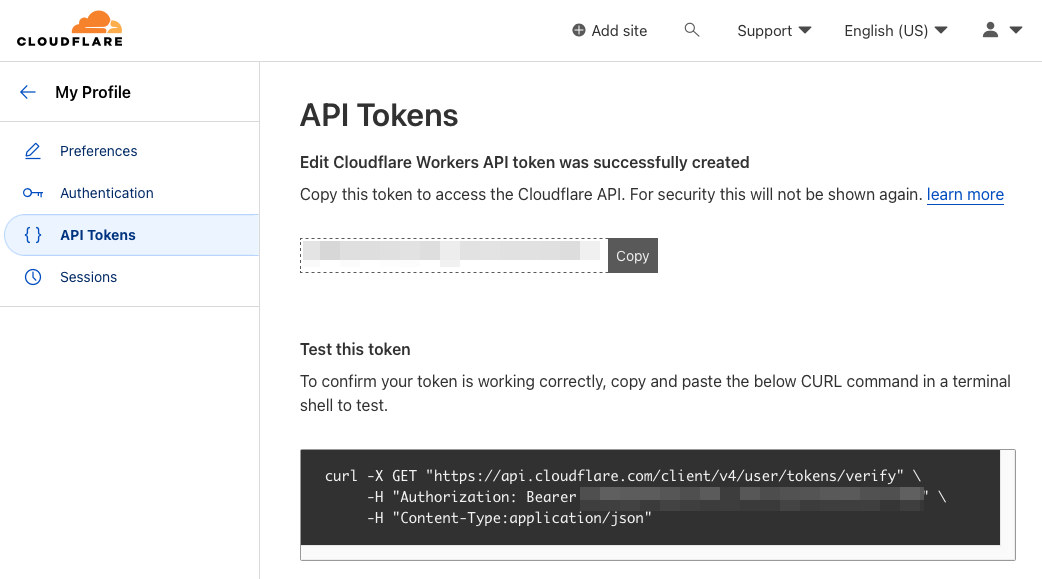 CLOUDFLARE
Add site
Support
English (US)
My Profile
Preferences
Authentication
{ } API Tokens
Sessions
API Tokens
Edit Cloudflare Workers API token was successfully created
Copy this token to access the Cloudflare API. For security this will not be shown again. learn more
Copy
Test this token
To confirm your token is working correctly, copy and paste the below CURL command in a terminal
shell to test.
curl -X GET "https://api.cloudflare.com/client/v4/user/tokens/verify" \
-H "Authorization: Bearer " \
-H "Content-Type:application/json"